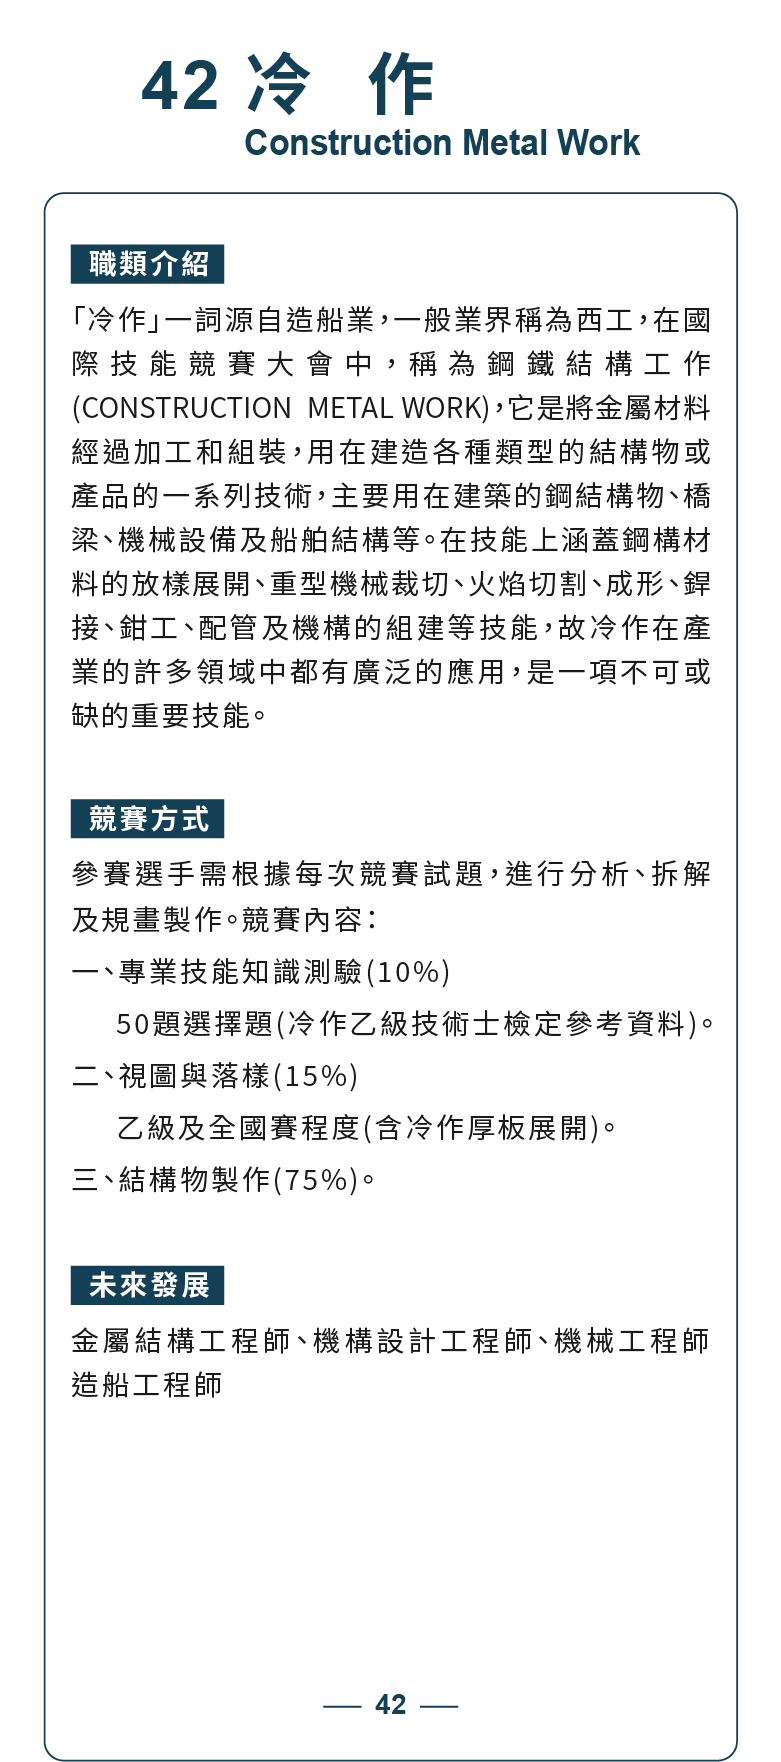 42 冷 作
Construction Metal Work
職類介紹
「冷作」一詞源自造船業，一般業界稱為西工，在國
際技能競賽大會中，稱為鋼鐵結構工作
(CONSTRUCTION METAL WORK)，它是將金屬材料
經過加工和組裝，用在建造各種類型的結構物或
產品的一系列技術，主要用在建築的鋼結構物、橋
梁、機械設備及船舶結構等。在技能上涵蓋鋼構材
料的放樣展開、重型機械裁切、火焰切割、成形、銲
接、鉗工、配管及機構的組建等技能，故冷作在產
業的許多領域中都有廣泛的應用，是一項不可或
缺的重要技能。
競賽方式
參賽選手需根據每次競賽試題，進行分析、拆解
及規畫製作。競賽內容：
一、專業技能知識測驗(10%)
50題選擇題(冷作乙級技術士檢定參考資料)。
二、視圖與落樣(15%)
乙級及全國賽程度(含冷作厚板展開)。
三、結構物製作(75%)。
未來發展
金屬結構工程師、機構設計工程師、機械工程師
造船工程師
42